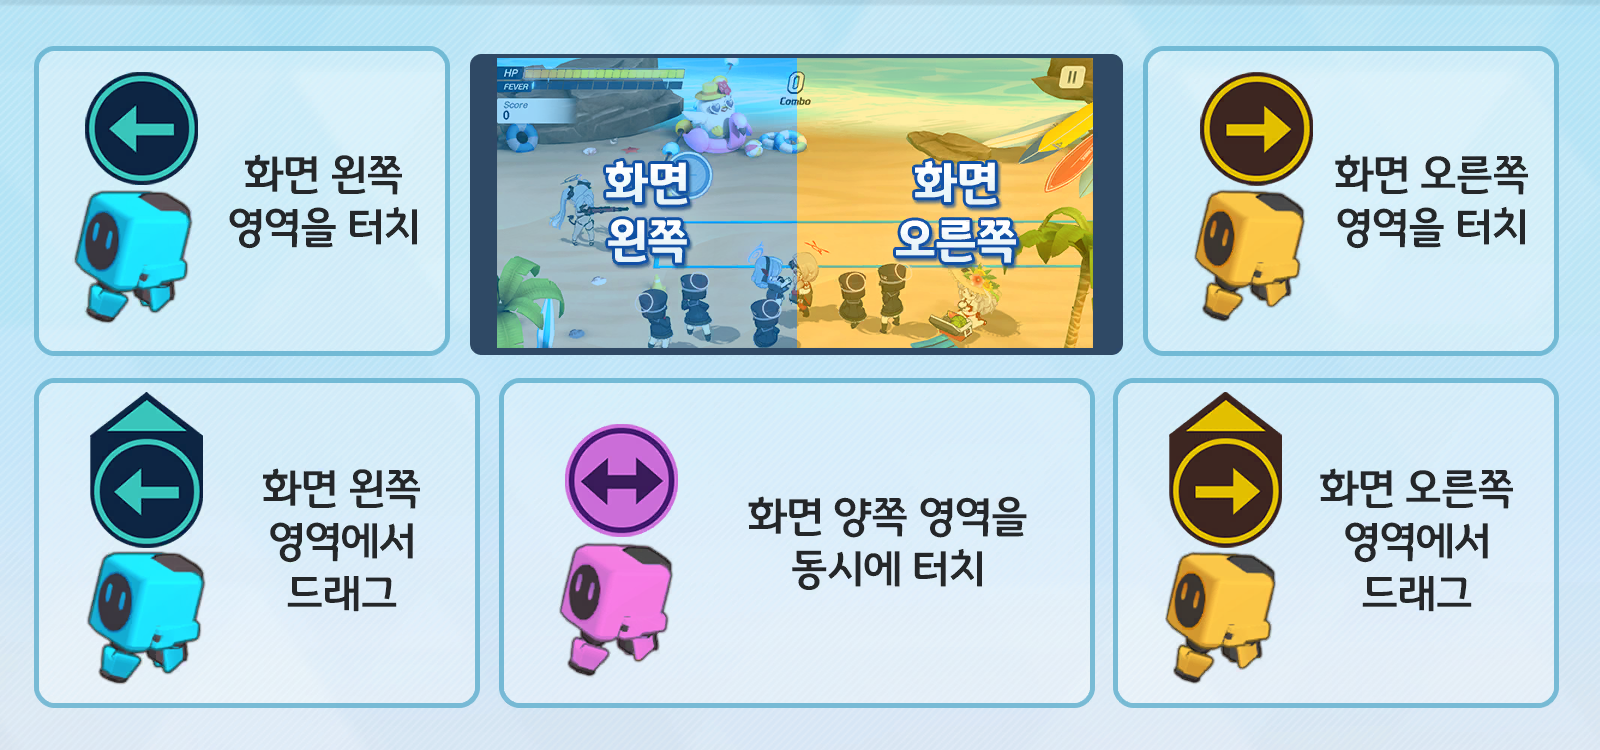 화면 왼쪽
영역을 터치
HP
FEVER
Score
0
0
Combo
화면
왼쪽
화면
오른쪽
화면 오른쪽
영역을 터치
화면 왼쪽
영역에서
드래그
화면 양쪽 영역을
동시에 터치
화면 오른쪽
영역에서
드래그